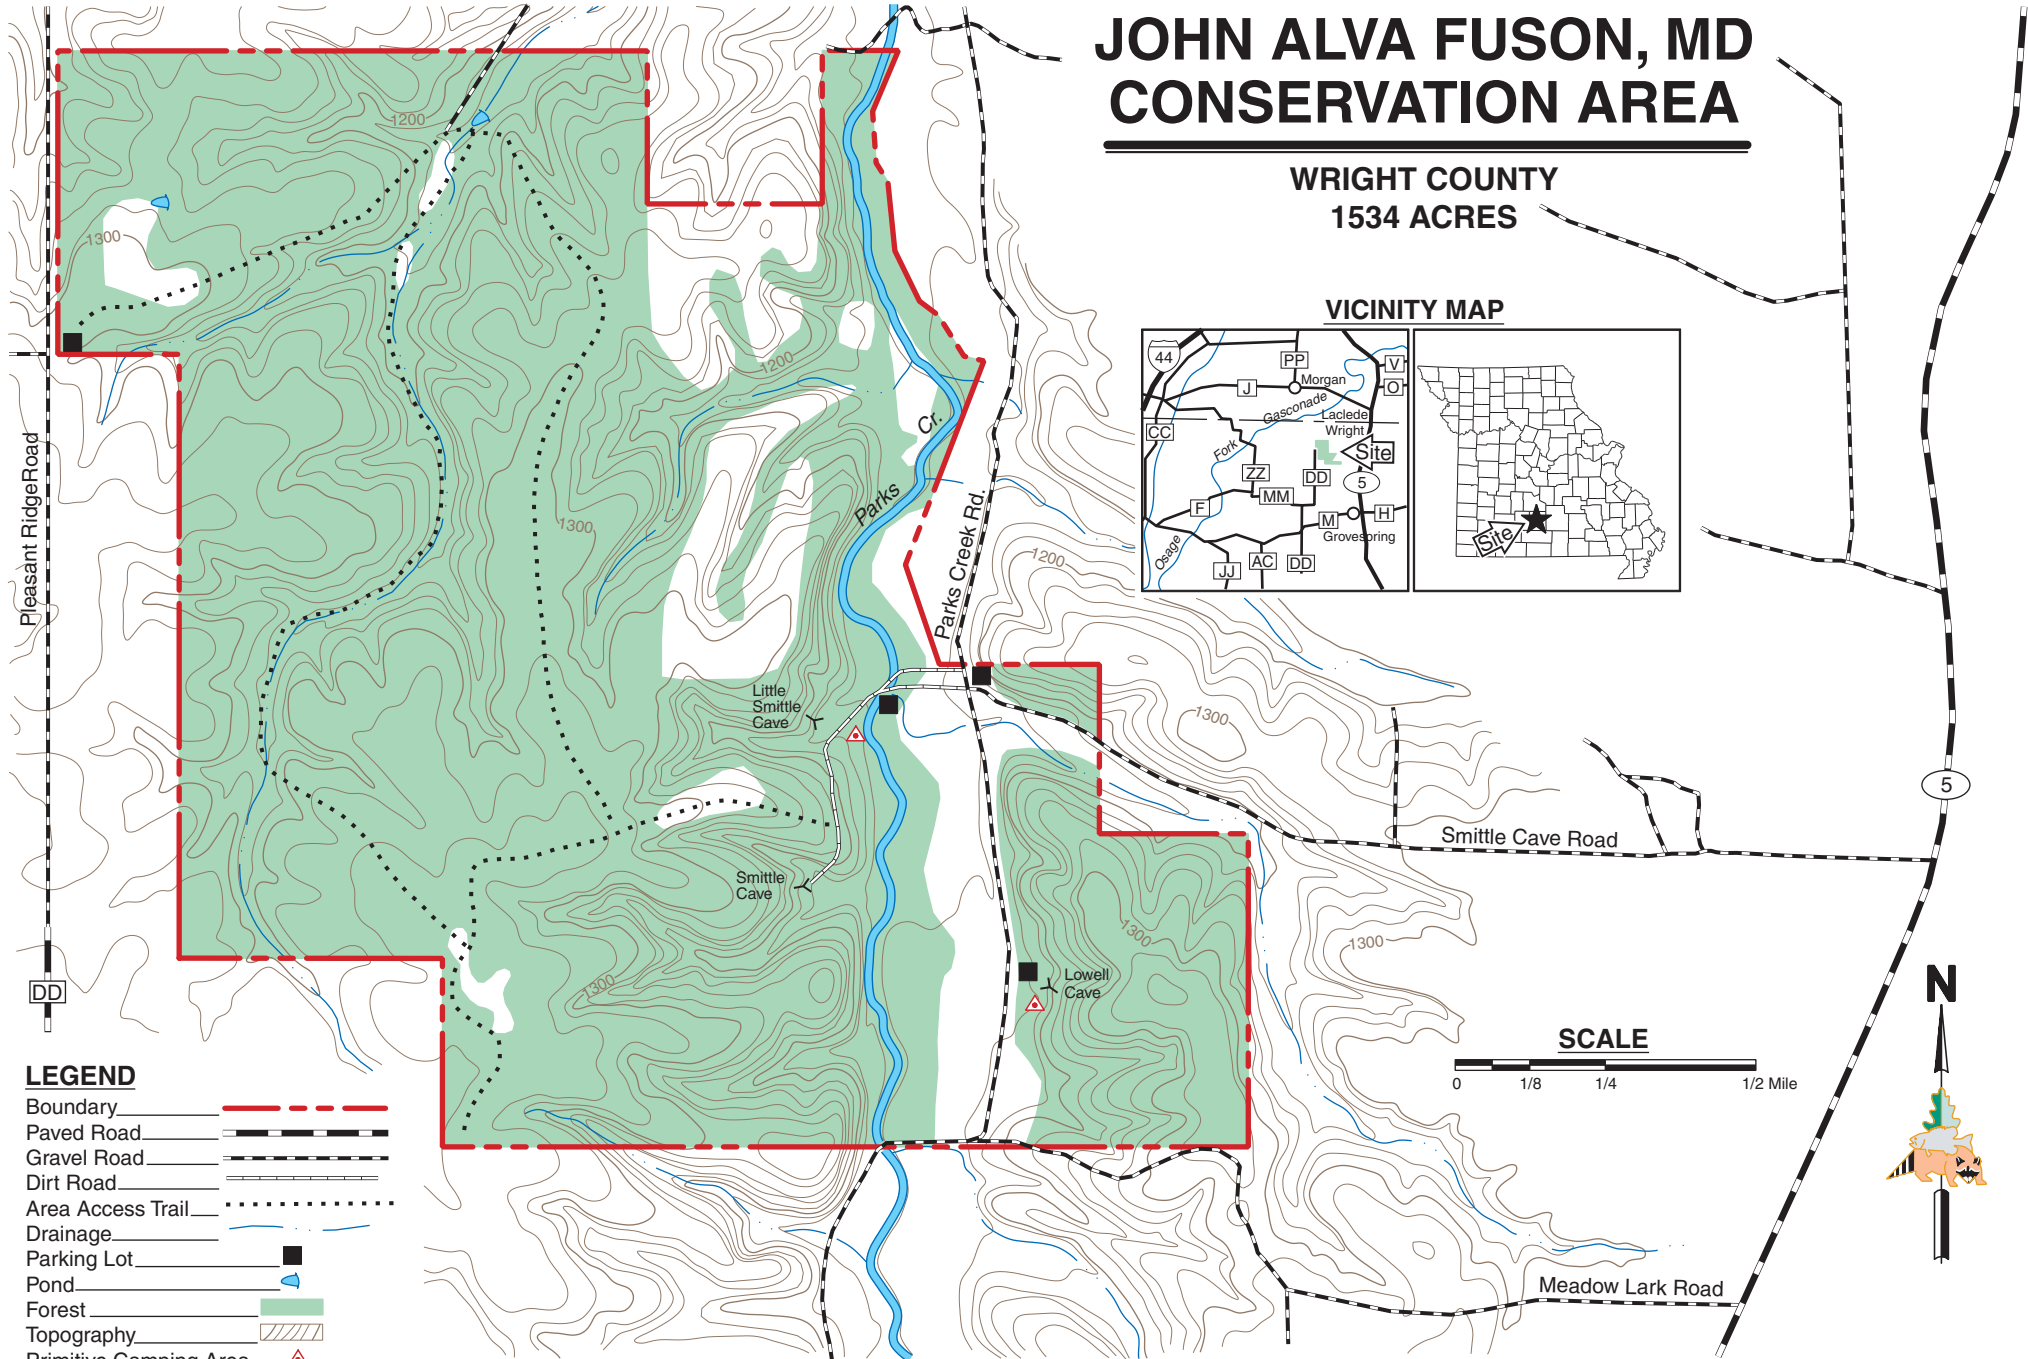 JOHN ALVA FUSON, MD
CONSERVATION AREA
WRIGHT COUNTY
1534 ACRES
VICINITY MAP
44
PP
V
J
Morgan
O
Gasconade
Laclede
CC
Wright
Fork
Site
ZZ
DD
5
MM
F
M
H
Grovespring
Osage
JJ
AC
DD
Site
1200
1300
1200
Cr.
Parks
1300
Pleasant RidgeRoad
Parks Creek Rd.
1200
Little
Smittle
Cave
1300
5
Smittle Cave Road
Smittle
Cave
1300
1300
1300
Lowell
Cave
DD
N
SCALE
0 1/8 1/4 1/2 Mile
Meadow Lark Road
LEGEND
Boundary
Paved Road
Gravel Road
Dirt Road
Area Access Trail
Drainage
Parking Lot
Pond
Forest
Topography
Primitive Camping Area